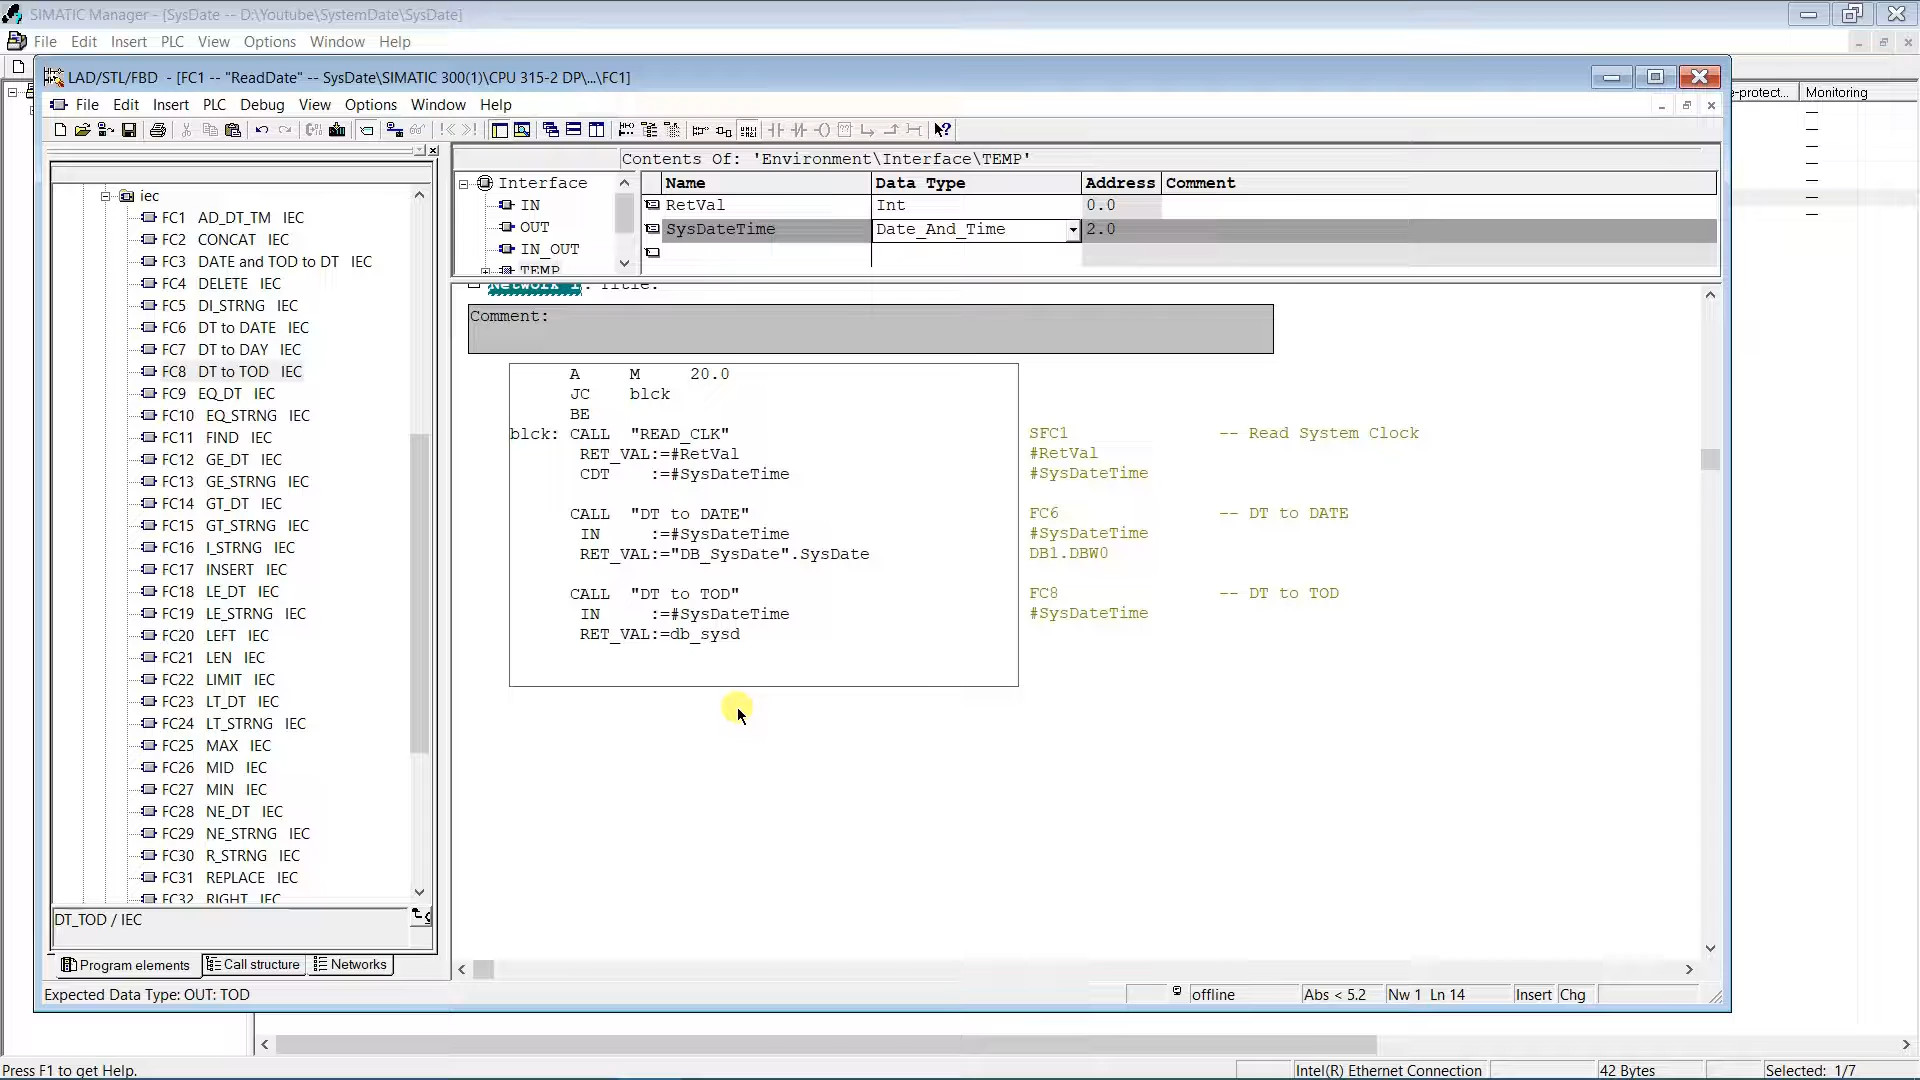 SIMATIC Manager - [SysDate -- D:\Youtube\SystemDate\SysDate]
File Edit Insert PLC View Options Window Help
LAD/STL/FBD - [FC1 -- "ReadDate" -- SysDate\SIMATIC 300(1)\CPU 315-2 DP\...\FC1]
e-protect... Monitoring
File Edit Insert PLC Debug View Options Window Help
Contents Of: 'Environment\Interface\TEMP'
Interface
IN
OUT
IN_OUT
TEMP
Name Data Type Address Comment
RetVal Int 0.0
SysDateTime Date_And_Time 2.0
iec
FC1 AD_DT_TM IEC
FC2 CONCAT IEC
FC3 DATE and TOD to DT IEC
FC4 DELETE IEC
FC5 DI_STRNG IEC
FC6 DT to DATE IEC
FC7 DT to DAY IEC
FC8 DT to TOD IEC
FC9 EQ_DT IEC
FC10 EQ_STRNG IEC
FC11 FIND IEC
FC12 GE_DT IEC
FC13 GE_STRNG IEC
FC14 GT_DT IEC
FC15 GT_STRNG IEC
FC16 I_STRNG IEC
FC17 INSERT IEC
FC18 LE_DT IEC
FC19 LE_STRNG IEC
FC20 LEFT IEC
FC21 LEN IEC
FC22 LIMIT IEC
FC23 LT_DT IEC
FC24 LT_STRNG IEC
FC25 MAX IEC
FC26 MID IEC
FC27 MIN IEC
FC28 NE_DT IEC
FC29 NE_STRNG IEC
FC30 R_STRNG IEC
FC31 REPLACE IEC
FC32 RIGHT IEC
DT_TOD / IEC
Program elements Call structure Networks
Network 1: Title:
Comment:
A M 20.0
JC blck
BE
blck: CALL "READ_CLK" SFC1 -- Read System Clock
RET_VAL:=#RetVal #RetVal
CDT :=#SysDateTime #SysDateTime
CALL "DT to DATE" FC6 -- DT to DATE
IN :=#SysDateTime #SysDateTime
RET_VAL:="DB_SysDate".SysDate DB1.DBW0
CALL "DT to TOD" FC8 -- DT to TOD
IN :=#SysDateTime #SysDateTime
RET_VAL:=db_sysd
Expected Data Type: OUT: TOD offline Abs < 5.2 Nw 1 Ln 14 Insert Chg
Press F1 to get Help. Intel(R) Ethernet Connection 42 Bytes Selected: 1/7